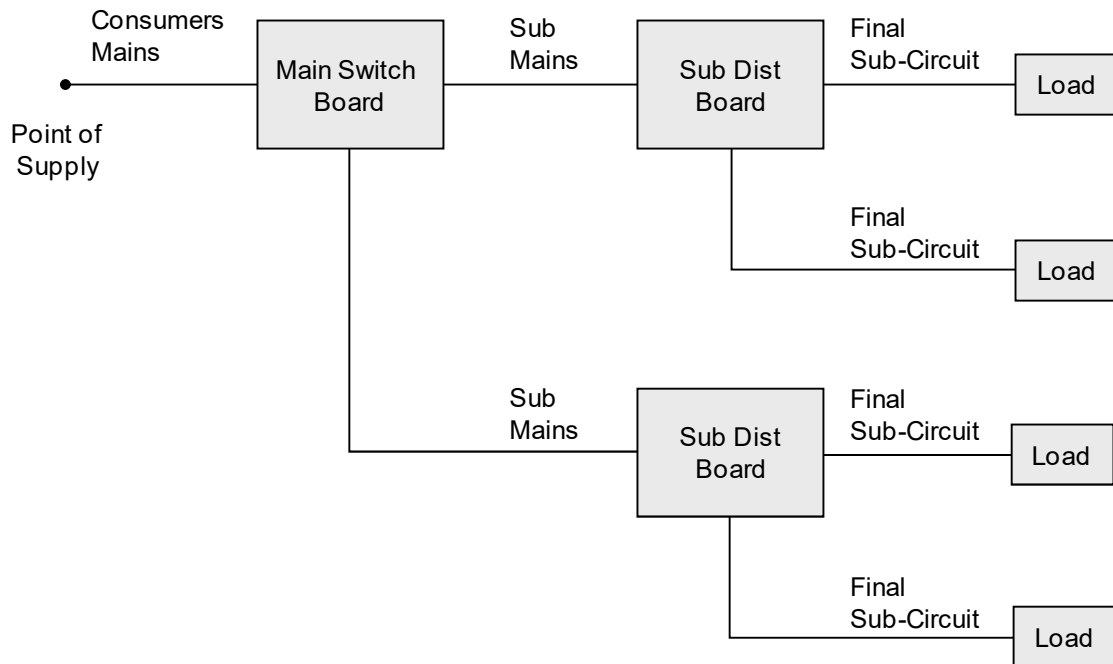 Consumers
Mains
Sub
Mains
Final
Sub-Circuit
Main Switch
Board
Sub Dist
Board
Load
Point of
Supply
Final
Sub-Circuit
Load
Sub
Mains
Final
Sub-Circuit
Sub Dist
Board
Load
Final
Sub-Circuit
Load